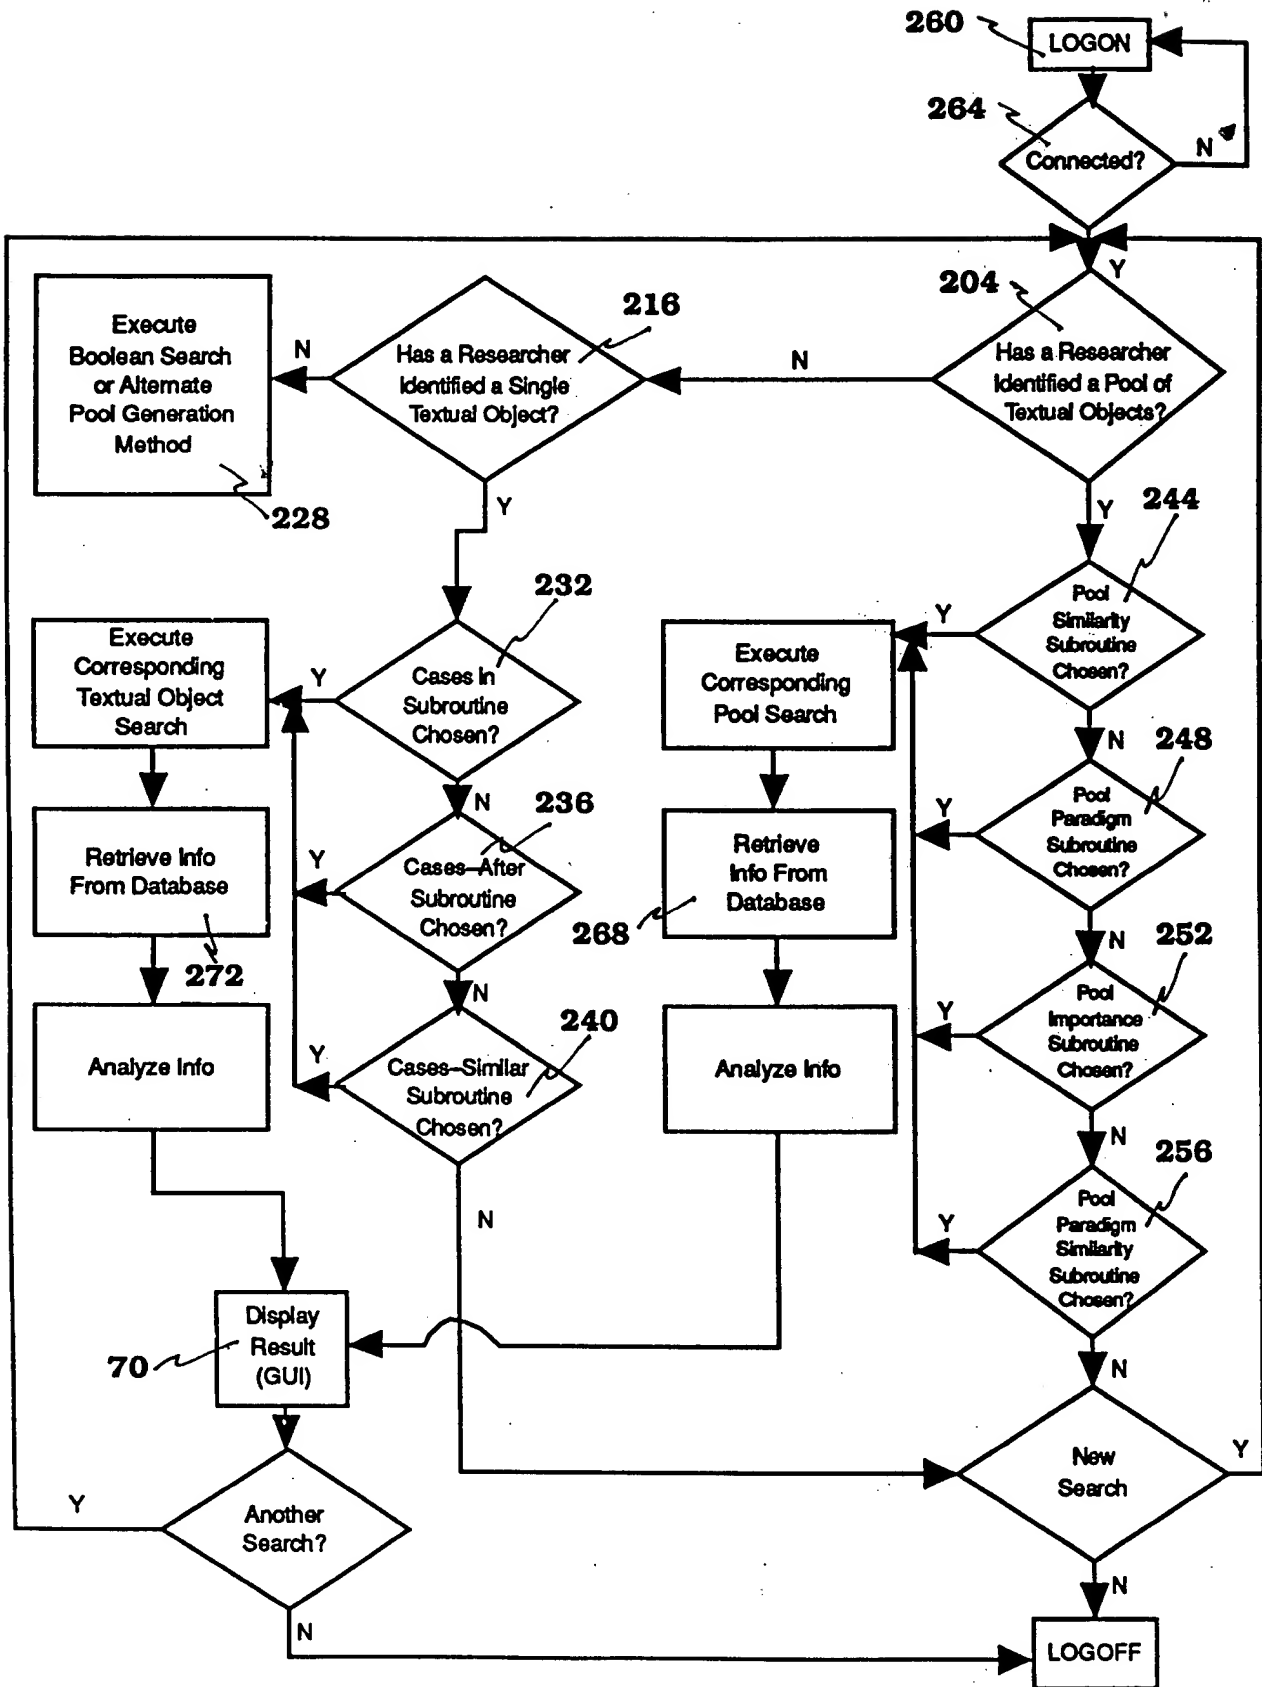 260
LOGON
264
Connected?
N
Y
204
Has a Researcher
Identified a Pool of
Textual Objects?
N
216
Has a Researcher
Identified a Single
Textual Object?
N
Execute
Boolean Search
or Alternate
Pool Generation
Method
228
Y
Y
244
Pool
Similarity
Subroutine
Chosen?
Y
232
Cases In
Subroutine
Chosen?
Y
Execute
Corresponding
Textual Object
Search
Execute
Corresponding
Pool Search
N
N
248
Pool
Paradigm
Subroutine
Chosen?
Y
236
Cases-After
Subroutine
Chosen?
Y
Retrieve Info
From Database
272
Retrieve
Info From
Database
268
N
N
252
Pool
Importance
Subroutine
Chosen?
Y
240
Cases-Similar
Subroutine
Chosen?
Y
Analyze Info
Analyze Info
N
N
256
Pool
Paradigm
Similarity
Subroutine
Chosen?
Y
Display
Result
(GUI)
70
N
New
Search
Y
Another
Search?
Y
N
N
LOGOFF